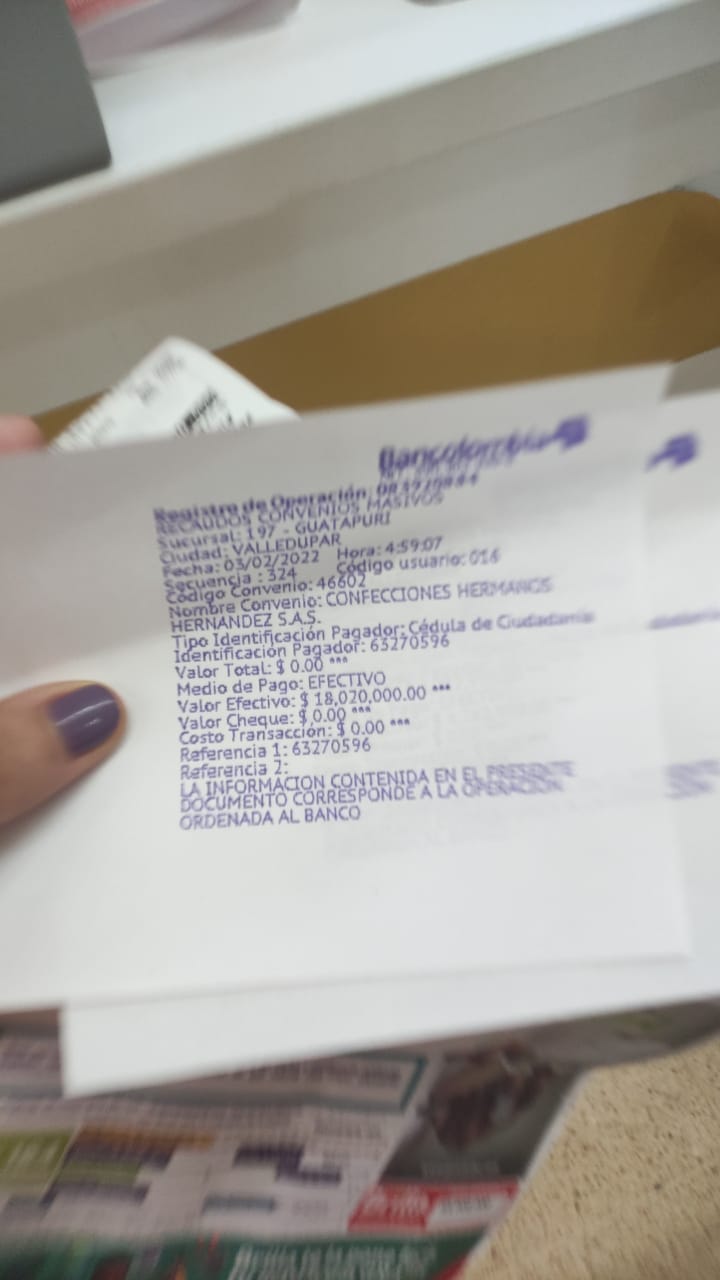 Bancolombia
Registro de Operación:
RECAUDOS CONVENIOS MASIVOS
Sucursal: 197 - GUATAPURI
Ciudad: VALLEDUPAR
Fecha: 03/02/2022 Hora: 4:59:07
Secuencia : 324 Código usuario: 016
Código Convenio: 46602
Nombre Convenio: CONFECCIONES HERMANOS
HERNANDEZ S.A.S.
Tipo Identificación Pagador: Cédula de Ciudadanía
Identificación Pagador: 63270596
Valor Total: $ 0.00 ***
Medio de Pago: EFECTIVO
Valor Efectivo: $ 18,020,000.00 ***
Valor Cheque: $ 0.00 ***
Costo Transacción: $ 0.00 ***
Referencia 1: 63270596
Referencia 2:
LA INFORMACION CONTENIDA EN EL PRESENTE
DOCUMENTO CORRESPONDE A LA OPERACION
ORDENADA AL BANCO